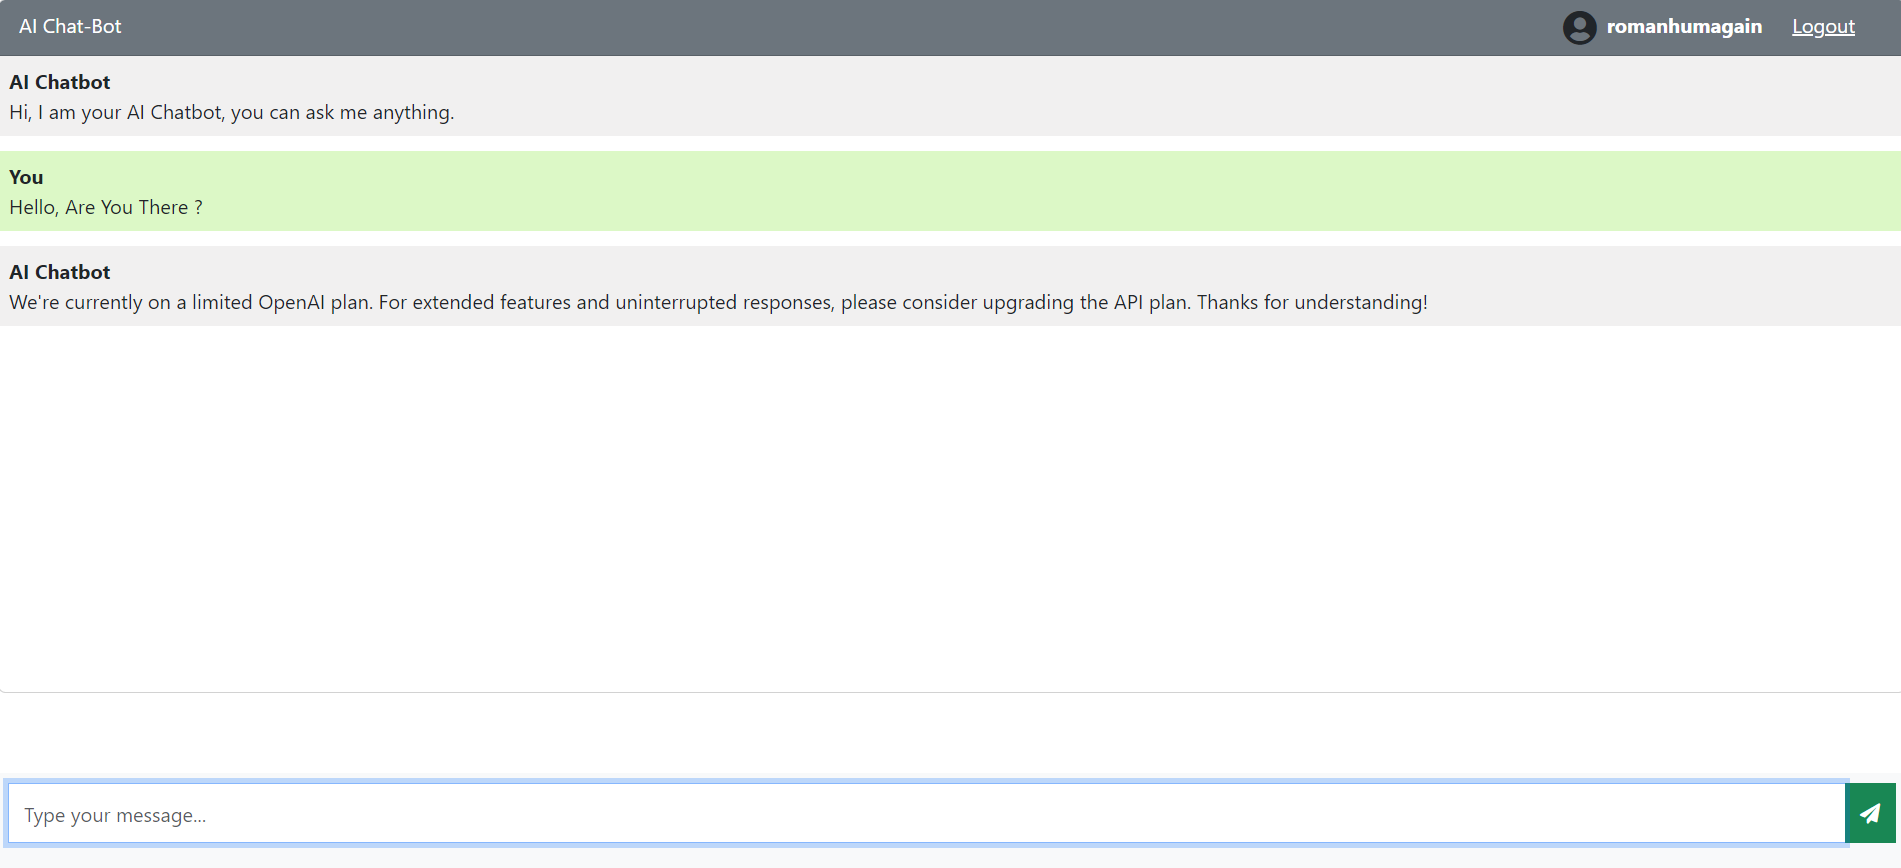 AI Chat-Bot
romanhumagain
Logout
AI Chatbot
Hi, I am your AI Chatbot, you can ask me anything.
You
Hello, Are You There ?
AI Chatbot
We're currently on a limited OpenAI plan. For extended features and uninterrupted responses, please consider upgrading the API plan. Thanks for understanding!
Type your message...